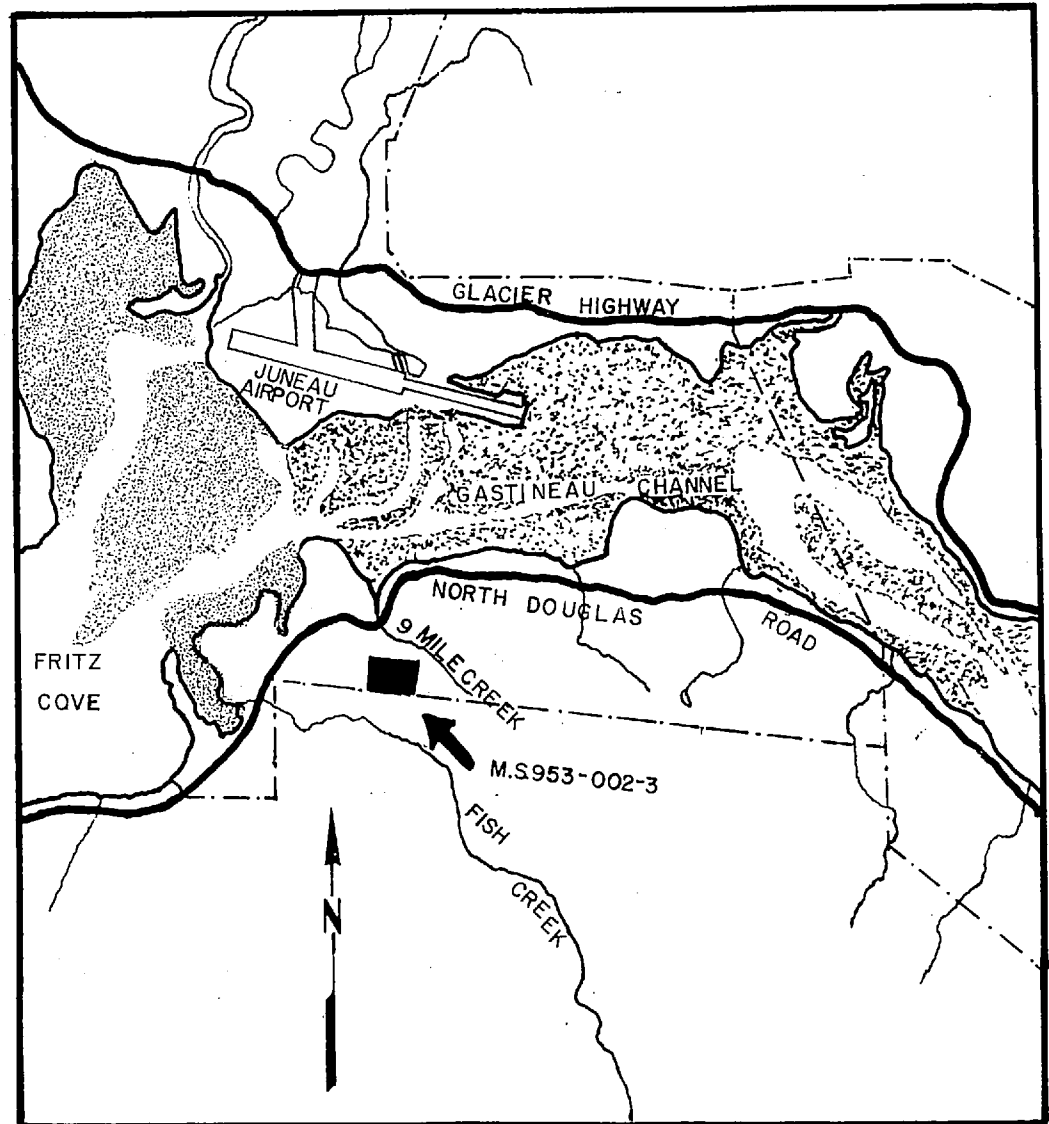 GLACIER HIGHWAY
JUNEAU
AIRPORT
GASTINEAU CHANNEL
NORTH DOUGLAS ROAD
9 MILE CREEK
FRITZ
COVE
M.S.953-002-3
FISH
CREEK
N